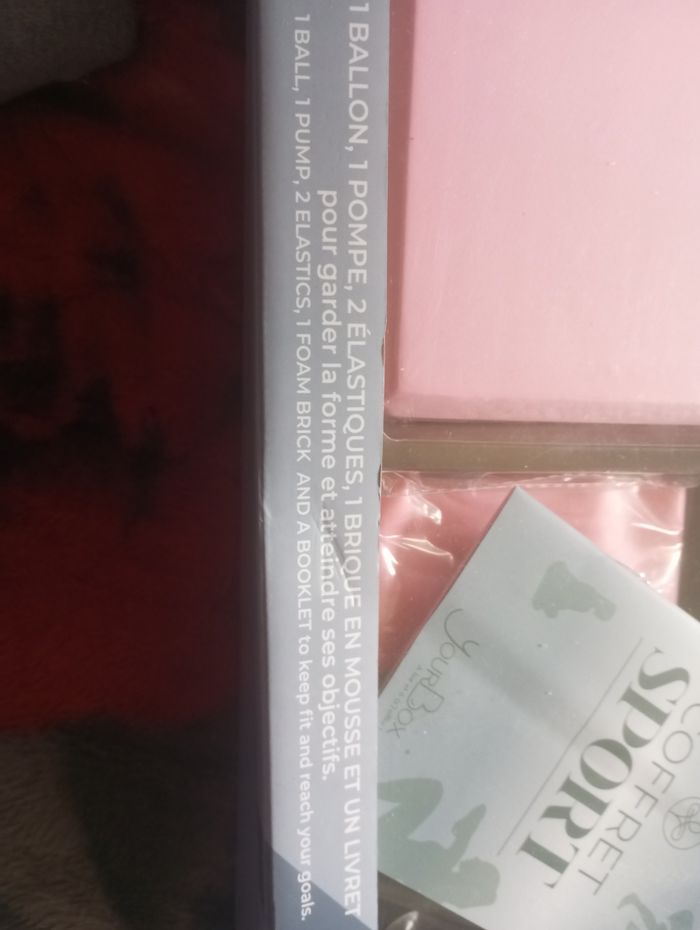 1 BALLON, 1 POMPE, 2 ÉLASTIQUES, 1 BRIQUE EN MOUSSE ET UN LIVRET
pour garder la forme et atteindre ses objectifs.
1 BALL, 1 PUMP, 2 ELASTICS, 1 FOAM BRICK AND A BOOKLET to keep fit and reach your goals.
YOURBOX
COFFRET
SPORT